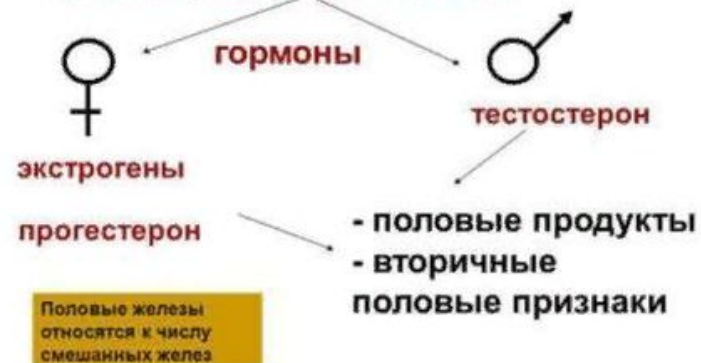 гормоны
тестостерон
экстрогены
прогестерон
- половые продукты
- вторичные
половые признаки
Половые железы
относятся к числу
смешанных желез